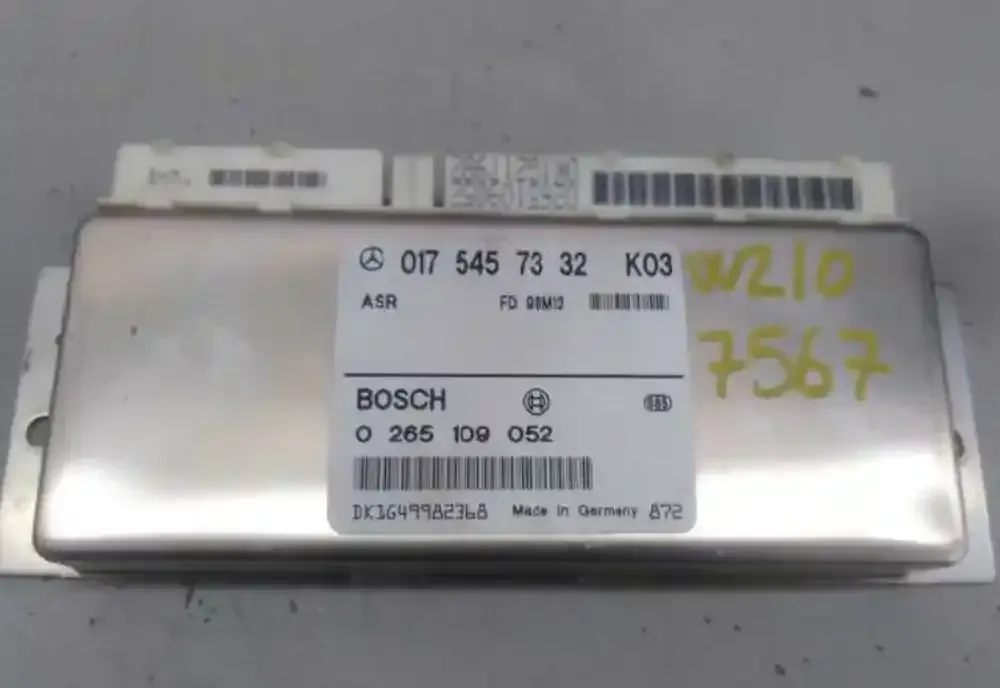 017 545 73 32 K03
ASR FD 98M12
BOSCH
0 265 109 052
DK1G49982368 Made in Germany 872
W210
7567